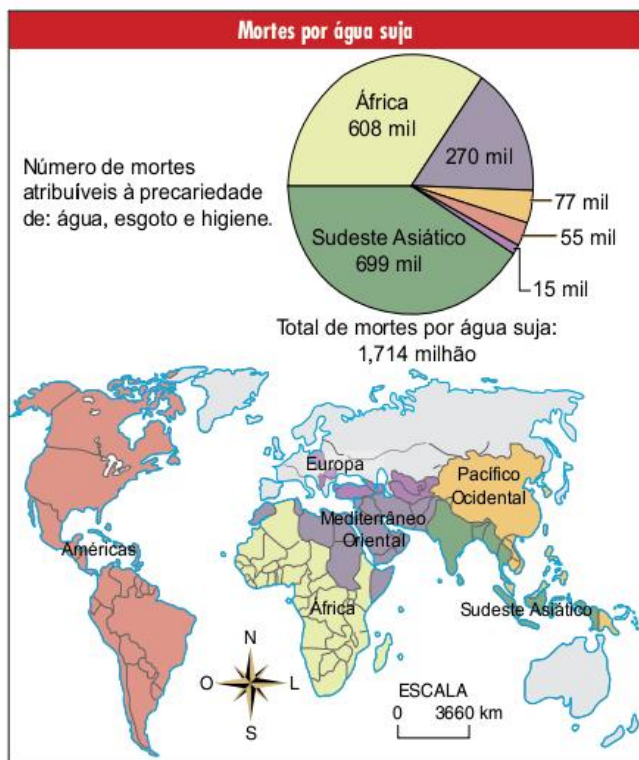 Mortes por água suja
África
608 mil
270 mil
Número de mortes
atribuíveis à precariedade
de: água, esgoto e higiene.
77 mil
Sudeste Asiático
699 mil
55 mil
15 mil
Total de mortes por água suja:
1,714 milhão
Europa
Pacífico
Ocidental
Mediterrâneo
Oriental
Américas
África
Sudeste Asiático
N
O
L
S
ESCALA
0 3660 km